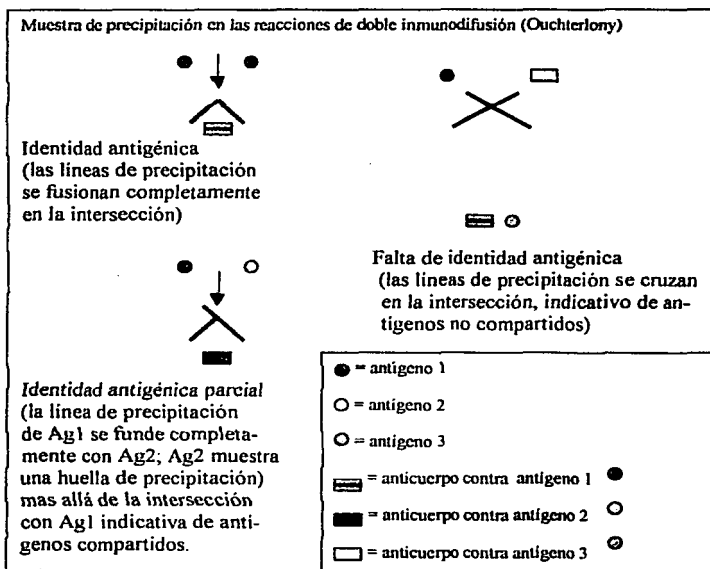 Muestra de precipitación en las reacciones de doble inmunodifusión (Ouchterlony)
Identidad antigénica
(las líneas de precipitación
se fusionan completamente
en la intersección)
Falta de identidad antigénica
(las líneas de precipitación se cruzan
en la intersección, indicativo de an-
tígenos no compartidos)
Identidad antigénica parcial
(la línea de precipitación
de Ag1 se funde completa-
mente con Ag2; Ag2 muestra
una huella de precipitación)
mas allá de la intersección
con Ag1 indicativa de antí-
genos compartidos.
= antígeno 1
= antígeno 2
= antígeno 3
= anticuerpo contra antígeno 1
= anticuerpo contra antígeno 2
= anticuerpo contra antígeno 3